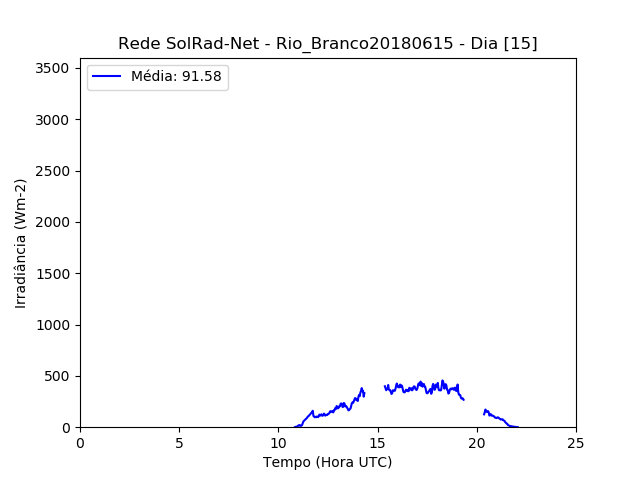 Rede SolRad-Net - Rio_Branco20180615 - Dia [15]
Média: 91.58
3500
3000
2500
2000
1500
1000
500
0
Irradiância (Wm-2)
0 5 10 15 20 25
Tempo (Hora UTC)